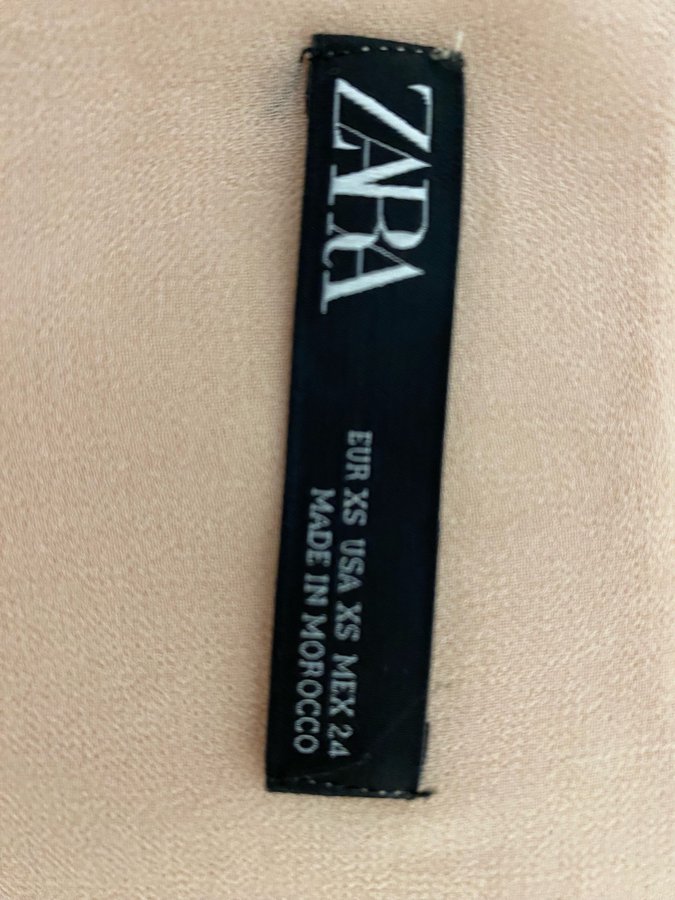 ZARA
EUR XS USA XS MEX 24
MADE IN MOROCCO